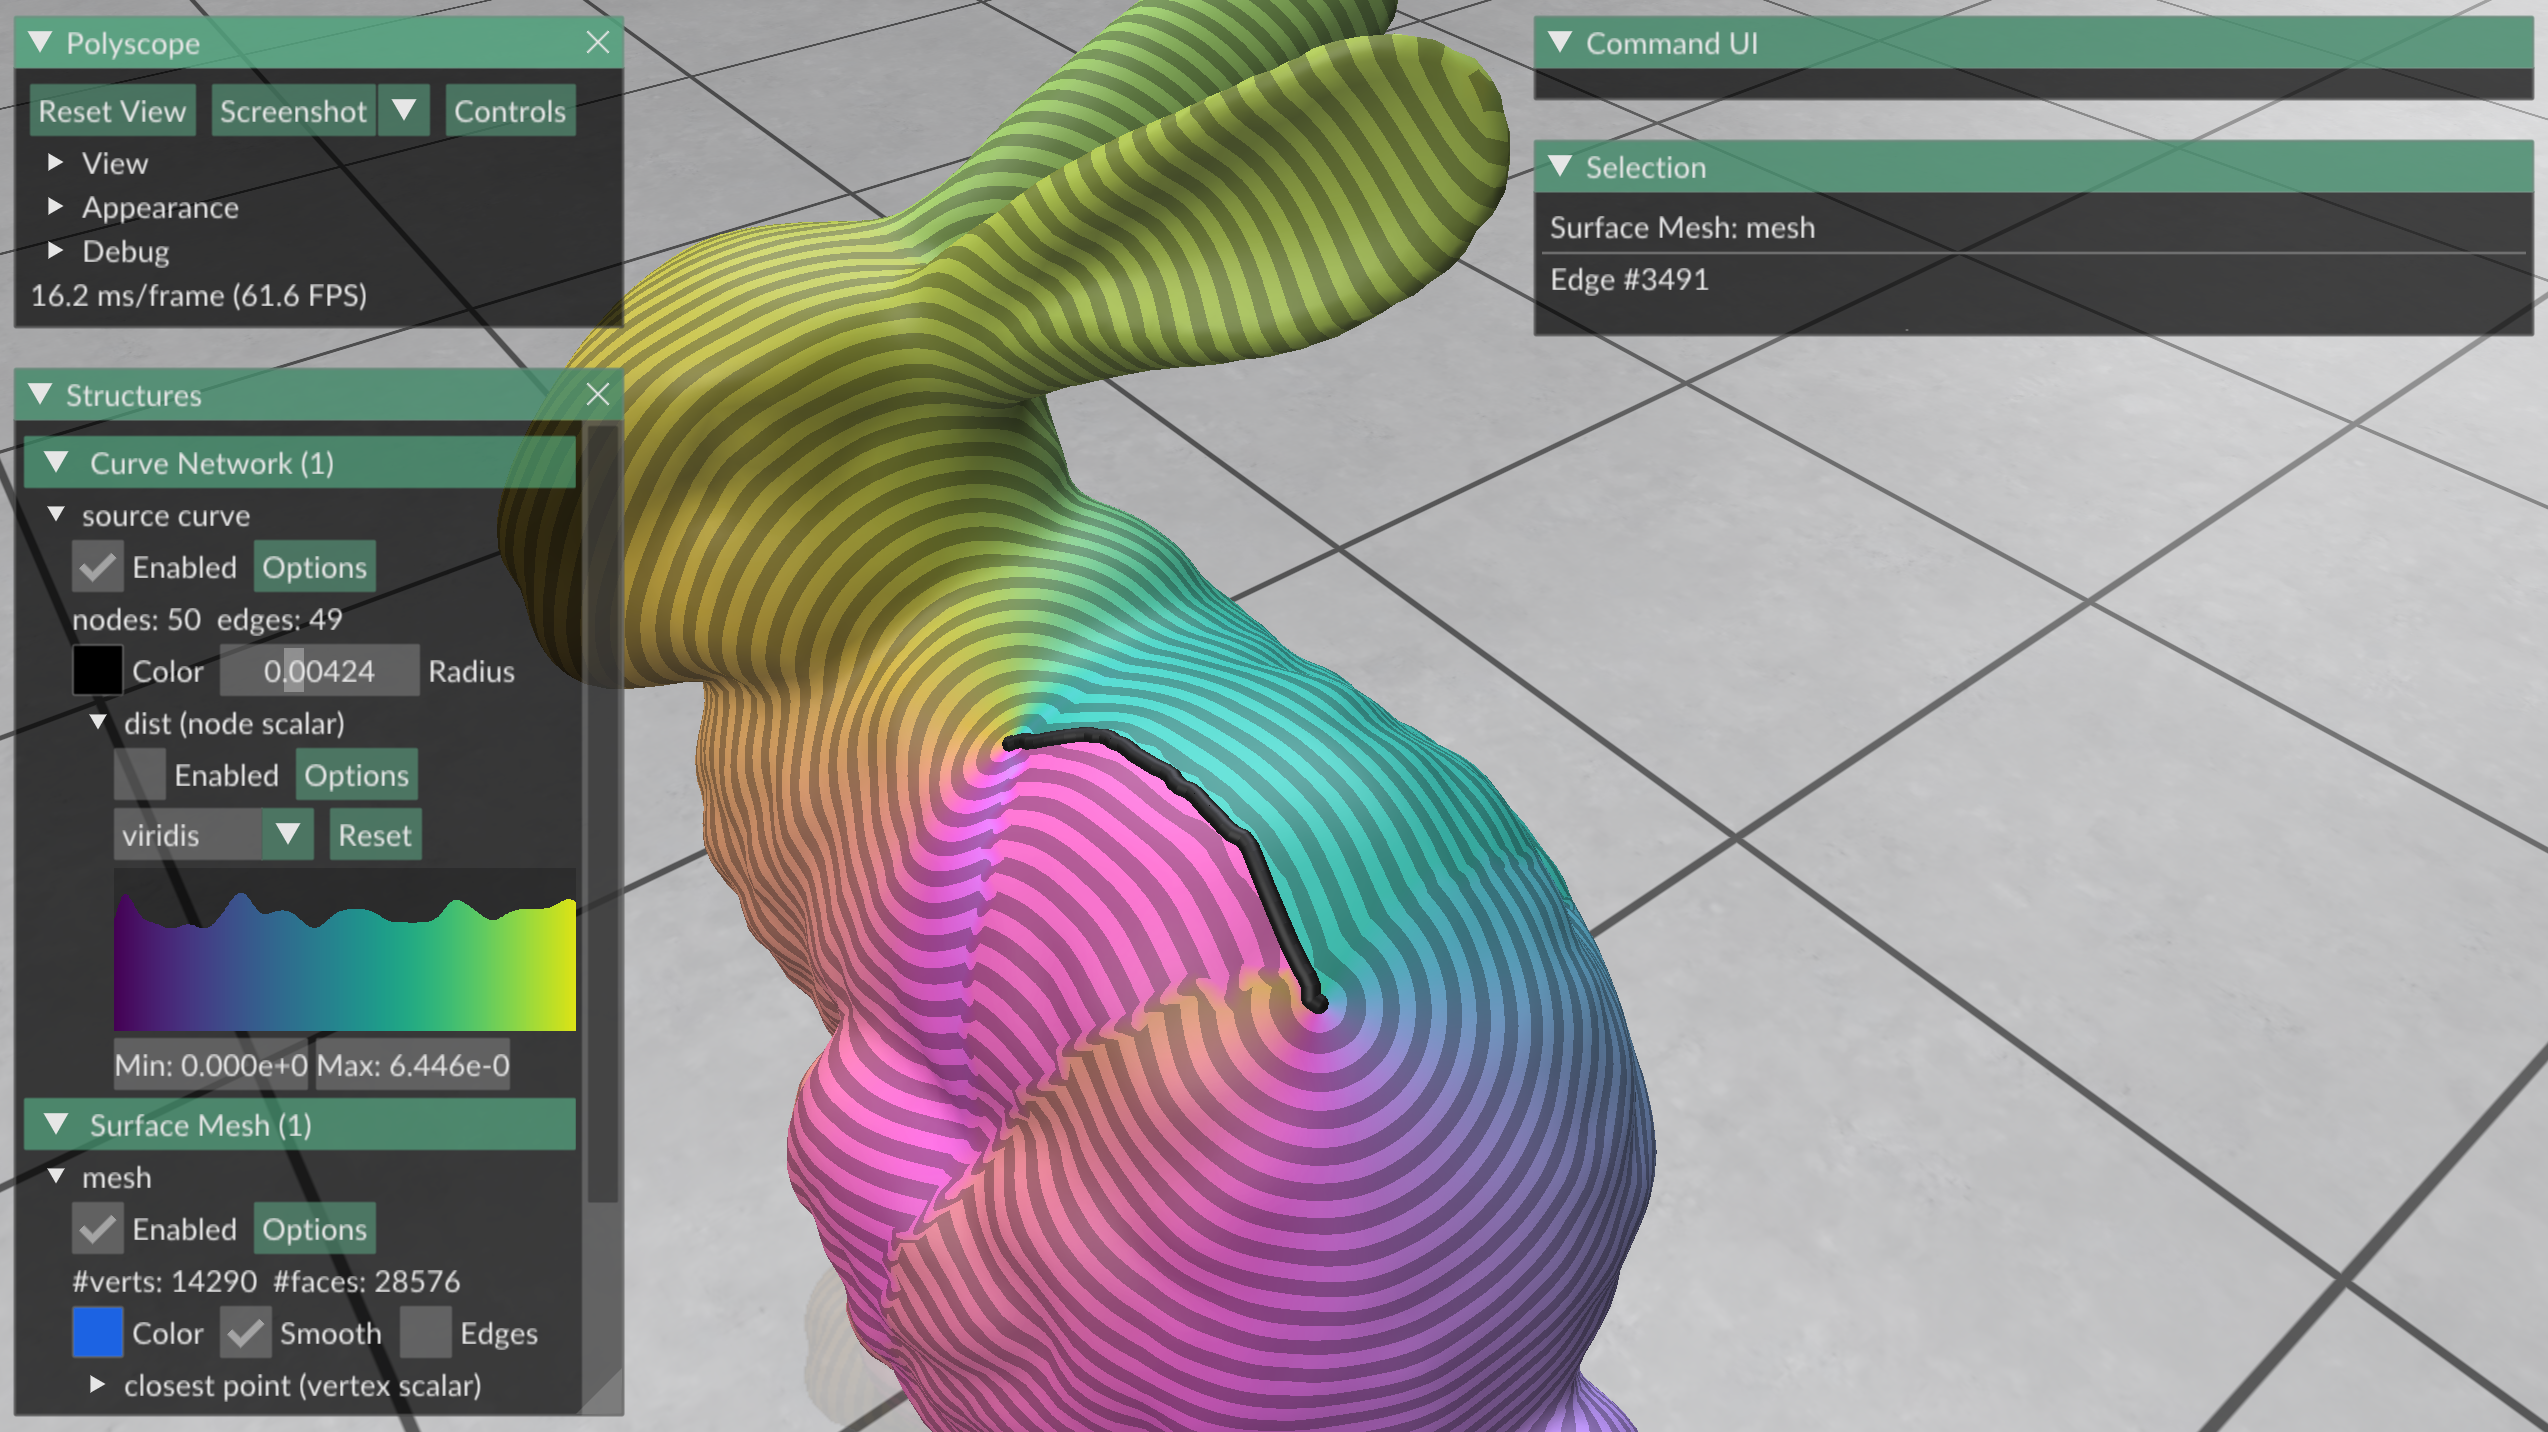 Polyscope
Reset View Screenshot Controls
View
Appearance
Debug
16.2 ms/frame (61.6 FPS)
Structures
Curve Network (1)
source curve
Enabled Options
nodes: 50 edges: 49
Color 0.00424 Radius
dist (node scalar)
Enabled Options
viridis Reset
Min: 0.000e+0 Max: 6.446e-0
Surface Mesh (1)
mesh
Enabled Options
#verts: 14290 #faces: 28576
Color Smooth Edges
closest point (vertex scalar)
Command UI
Selection
Surface Mesh: mesh
Edge #3491